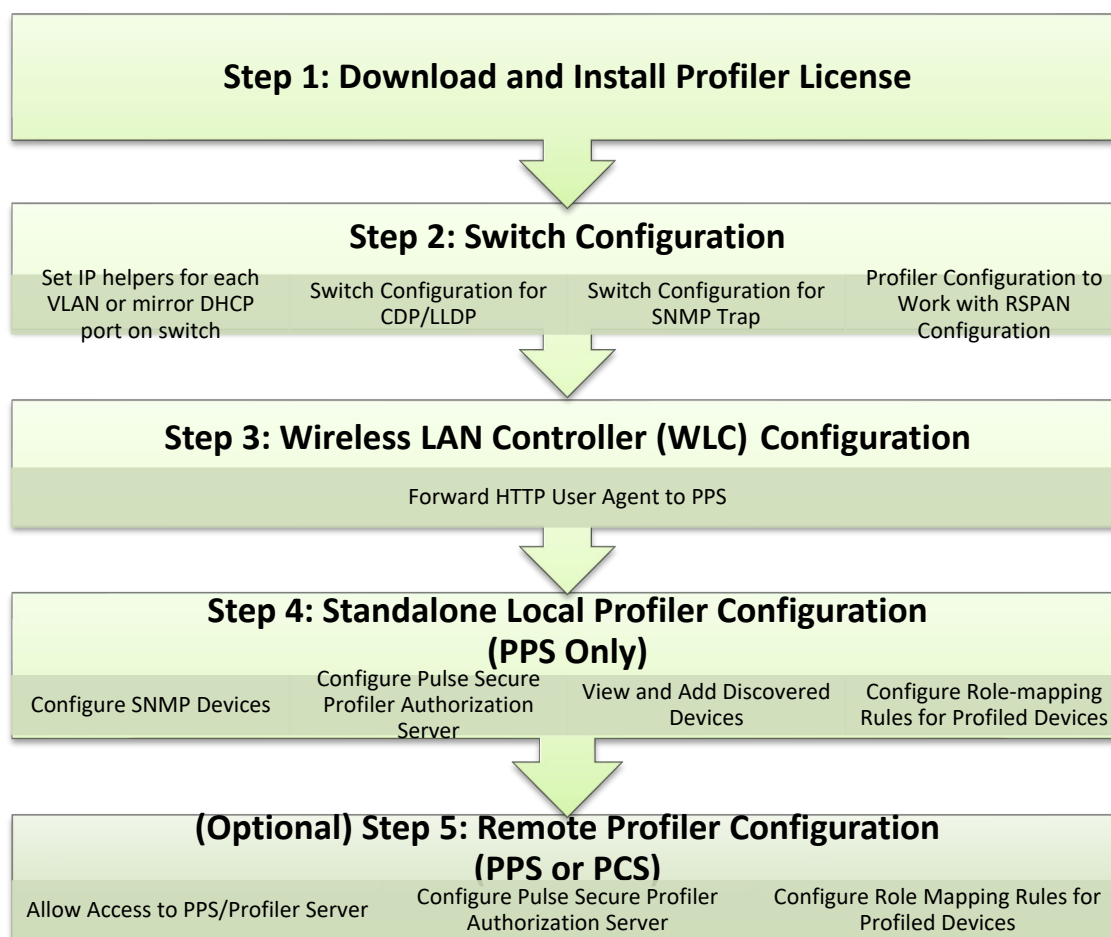 Step 1: Download and Install Profiler License
Step 2: Switch Configuration
Set IP helpers for each
VLAN or mirror DHCP
port on switch
Switch Configuration for
CDP/LLDP
Switch Configuration for
SNMP Trap
Profiler Configuration to
Work with RSPAN
Configuration
Step 3: Wireless LAN Controller (WLC) Configuration
Forward HTTP User Agent to PPS
Step 4: Standalone Local Profiler Configuration
(PPS Only)
Configure SNMP Devices
Configure Pulse Secure
Profiler Authorization
Server
View and Add Discovered
Devices
Configure Role-mapping
Rules for Profiled Devices
(Optional) Step 5: Remote Profiler Configuration
(PPS or PCS)
Allow Access to PPS/Profiler Server
Configure Pulse Secure Profiler
Authorization Server
Configure Role Mapping Rules for
Profiled Devices